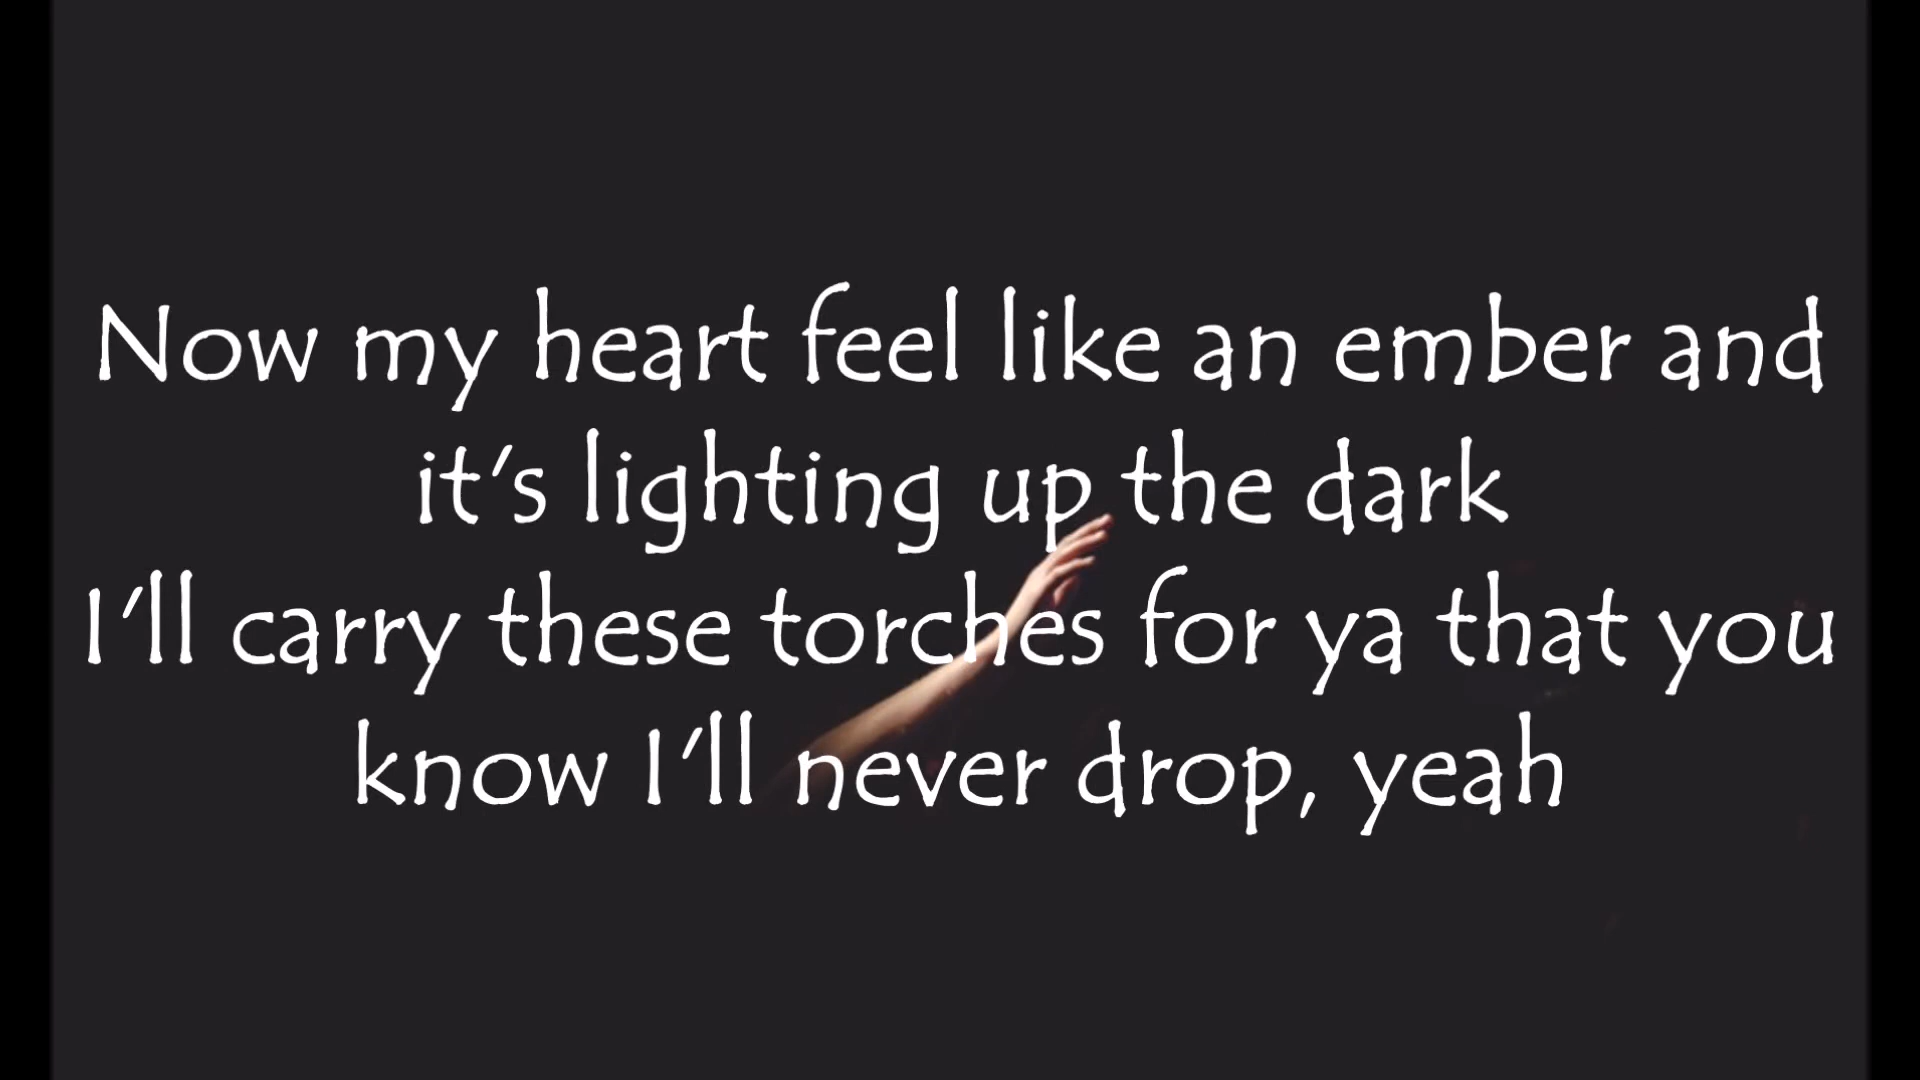 Now my heart feel like an ember and
it's lighting up the dark
I'll carry these torches for ya that you
know I'll never drop, yeah